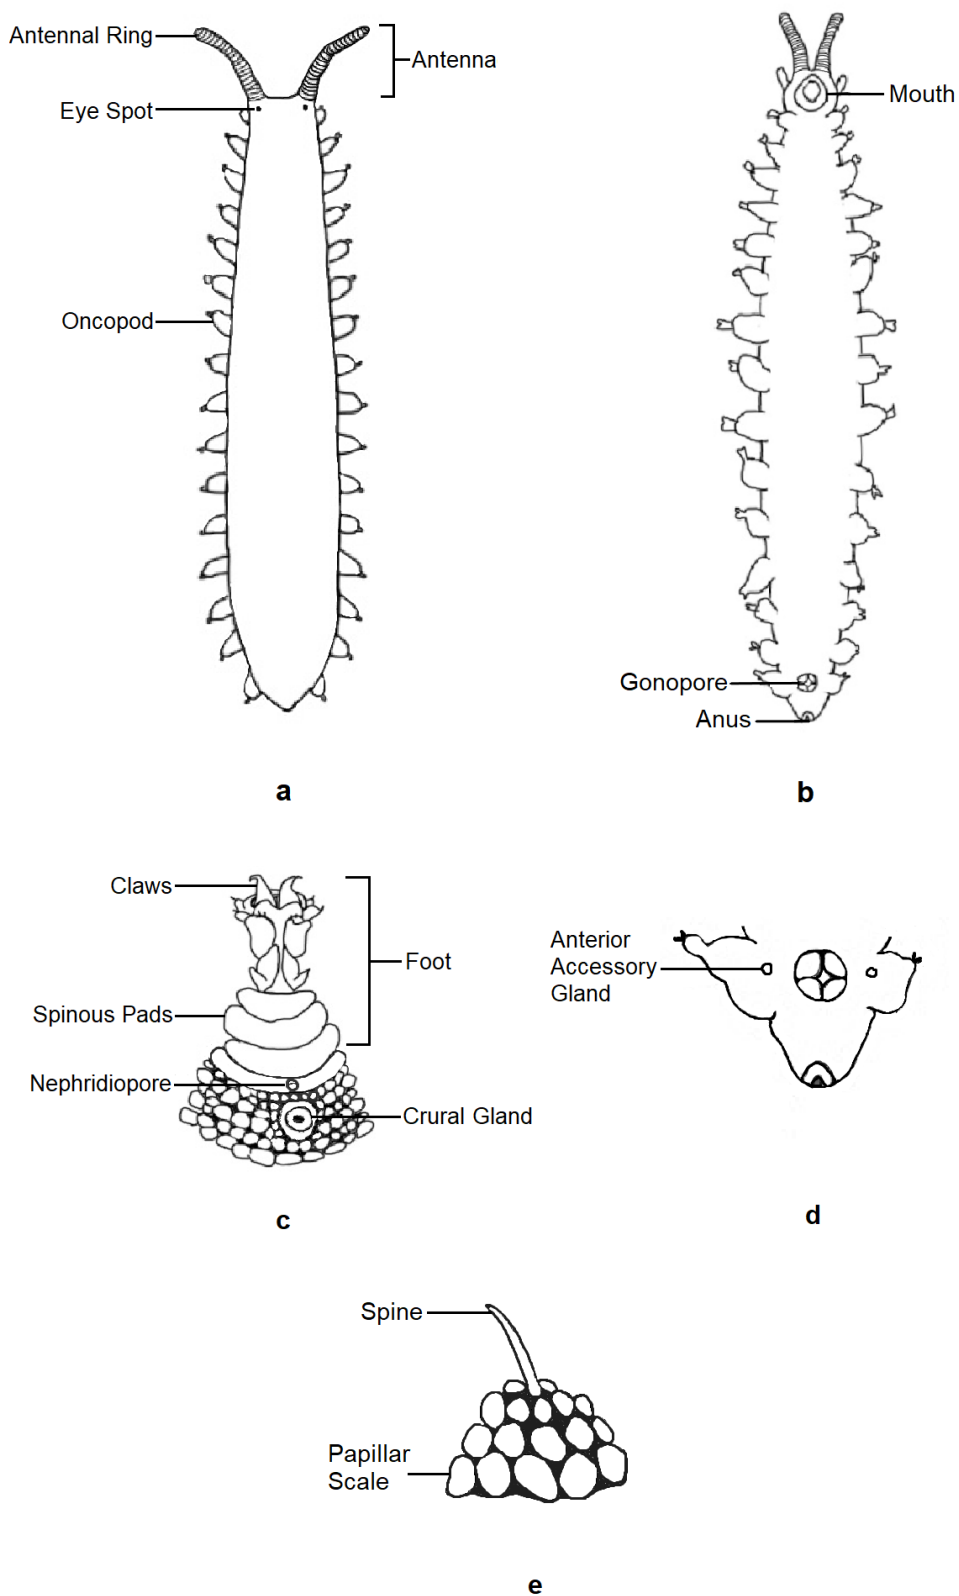 Antennal Ring
Antenna
Eye Spot
Oncopod
a
Mouth
Gonopore
Anus
b
Claws
Foot
Spinous Pads
Nephridiopore
Crural Gland
c
Anterior
Accessory
Gland
d
Spine
Papillar
Scale
e